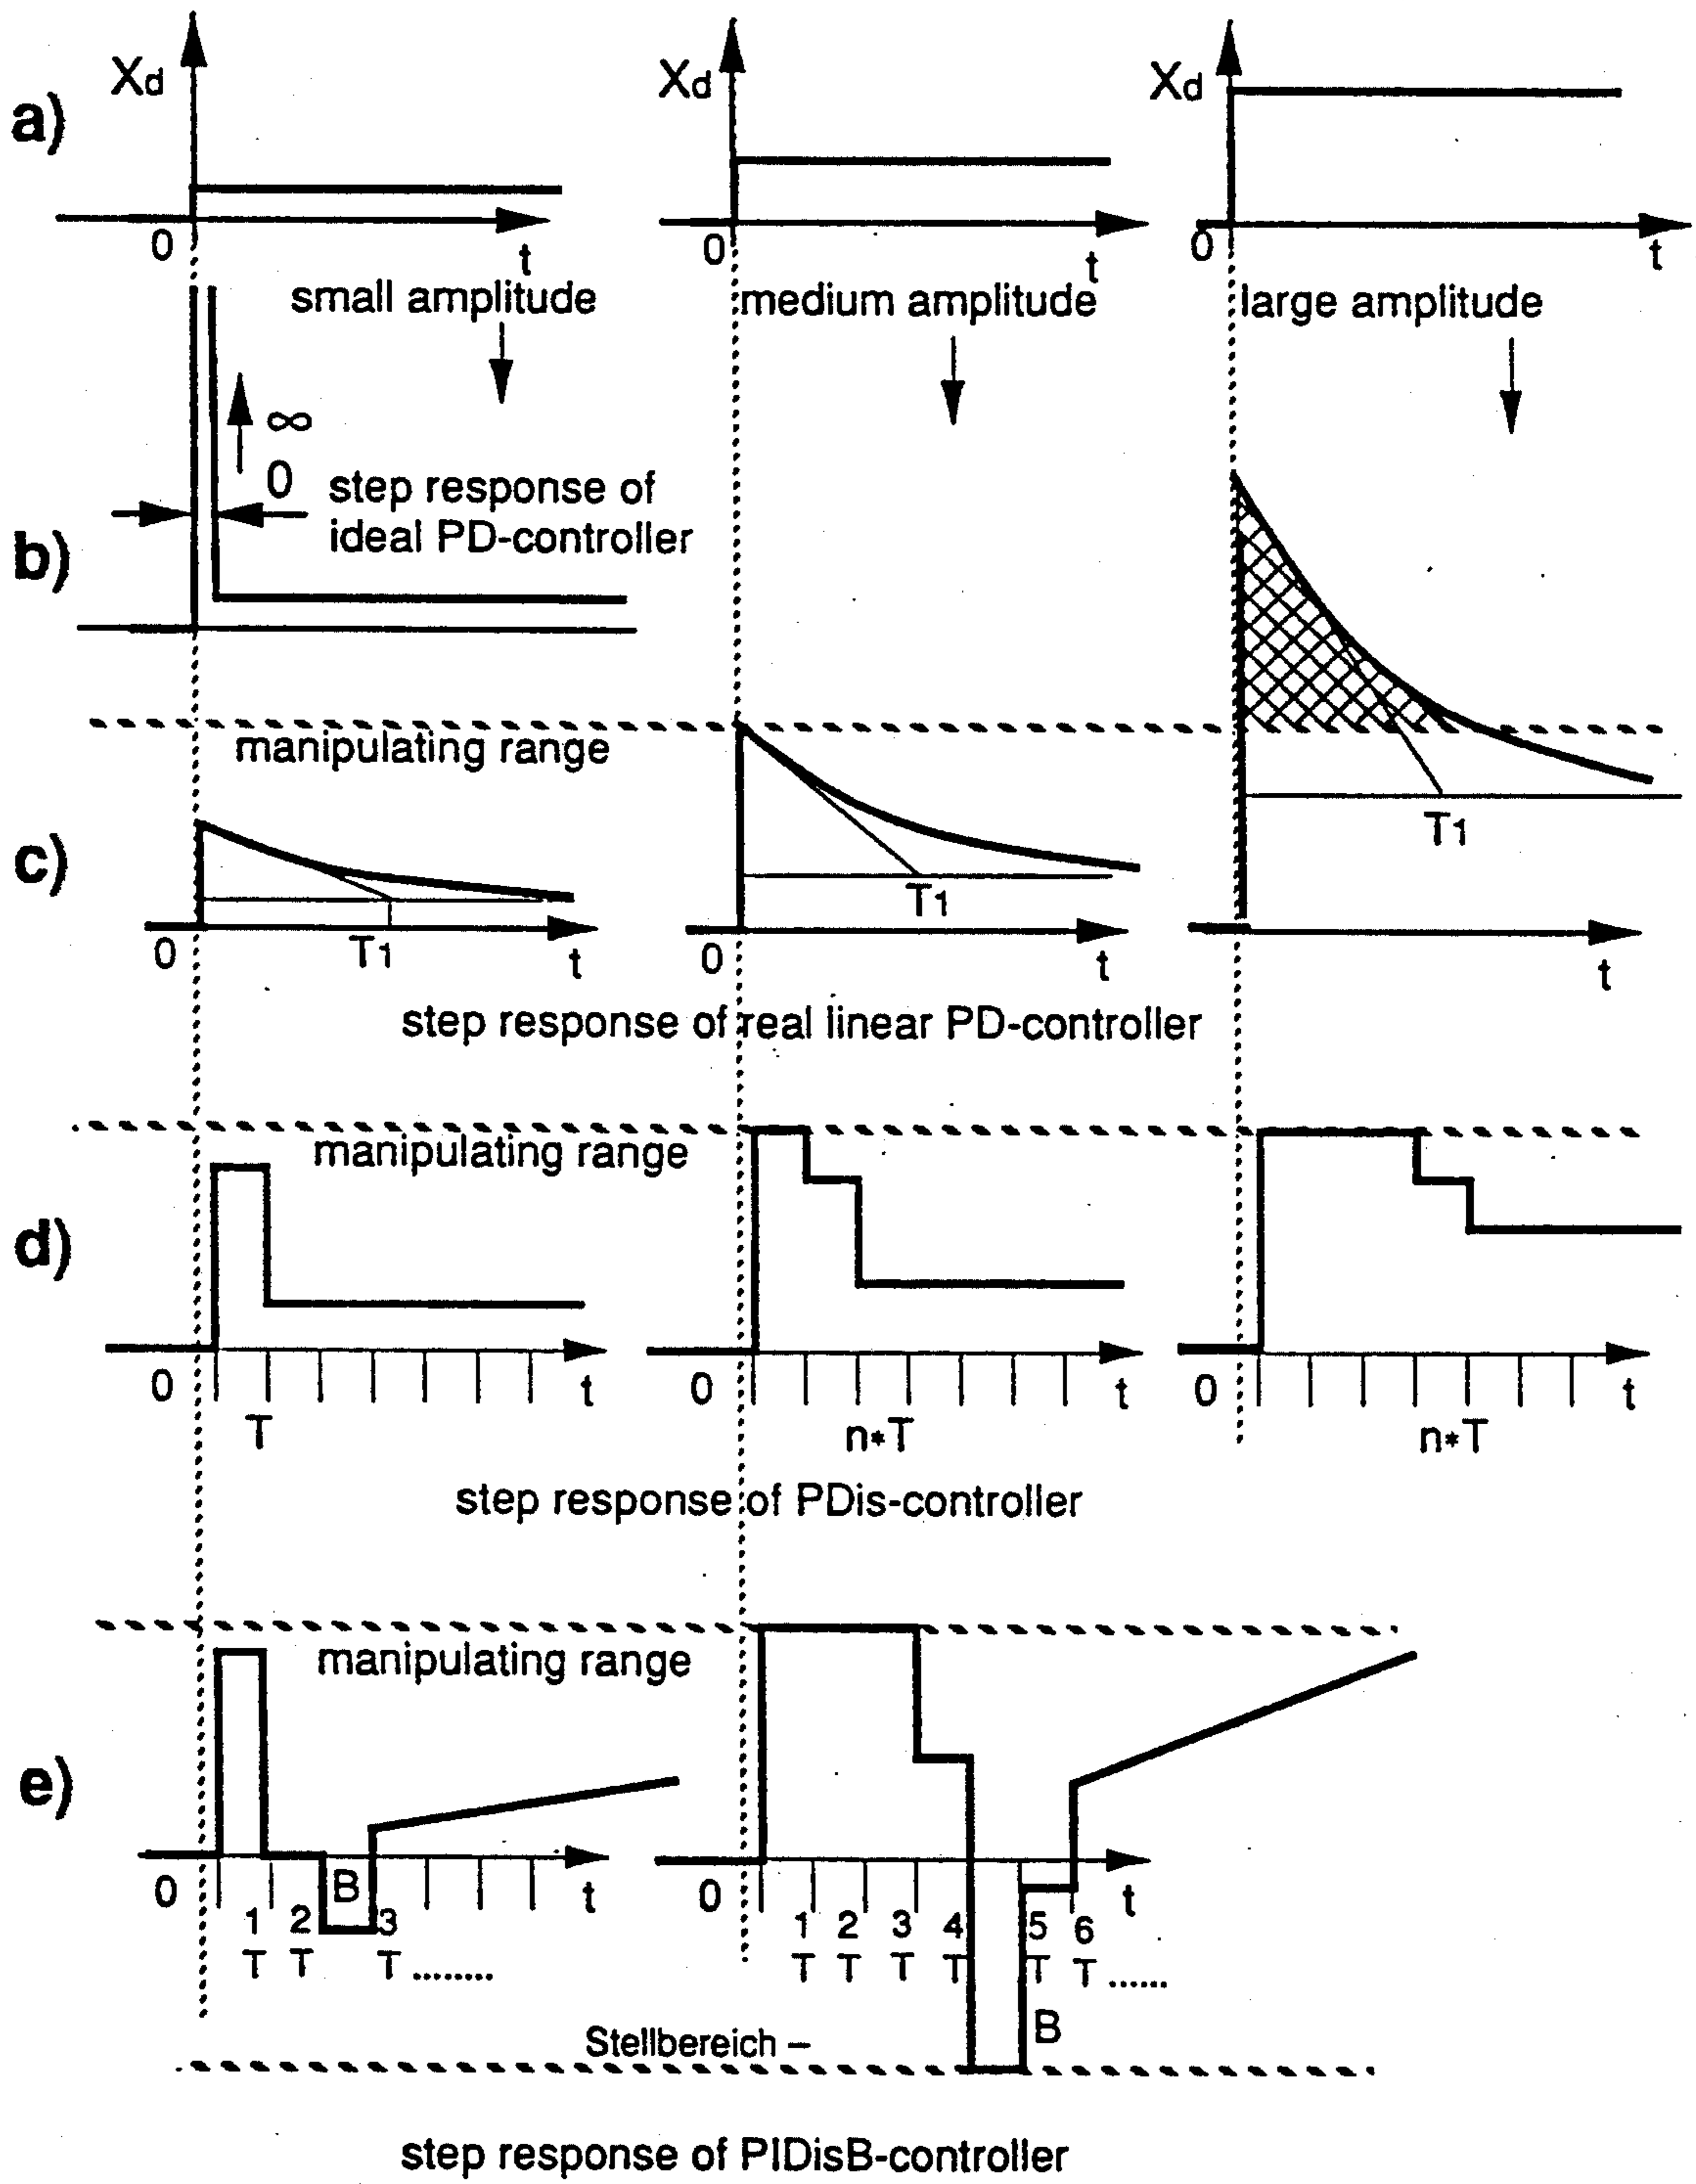 Xd Xd Xd
a)
0 t 0 t 0 t
small amplitude medium amplitude large amplitude
∞
0
step response of
ideal PD-controller
b)
manipulating range
c)
T1 T1 T1
0 t 0 t t
step response of real linear PD-controller
manipulating range
d)
0 t 0 t 0 t
T n*T n*T
step response of PDis-controller
manipulating range
e)
0 B t 0 t
1 2 3 1 2 3 4 5 6
T T T ........ T T T T T T ......
B
Stellbereich –
step response of PIDisB-controller